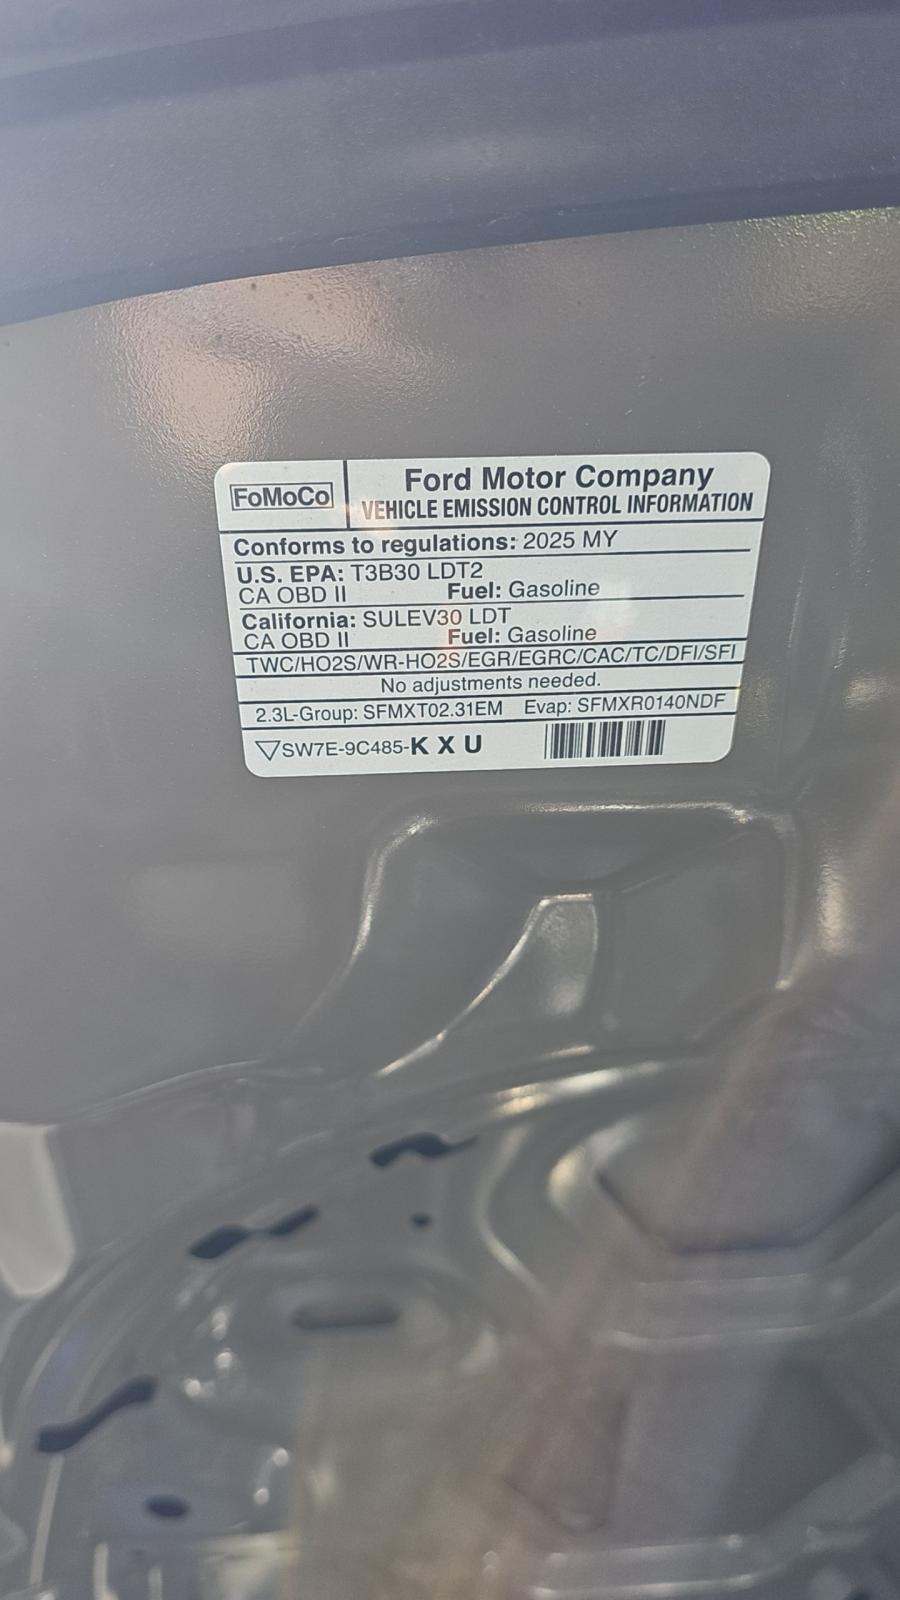 FoMoCo
Ford Motor Company
VEHICLE EMISSION CONTROL INFORMATION
Conforms to regulations: 2025 MY
U.S. EPA: T3B30 LDT2
CA OBD II Fuel: Gasoline
California: SULEV30 LDT
CA OBD II Fuel: Gasoline
TWC/HO2S/WR-HO2S/EGR/EGRC/CAC/TC/DFI/SFI
No adjustments needed.
2.3L-Group: SFMXT02.31EM Evap: SFMXR0140NDF
▽SW7E-9C485-K X U